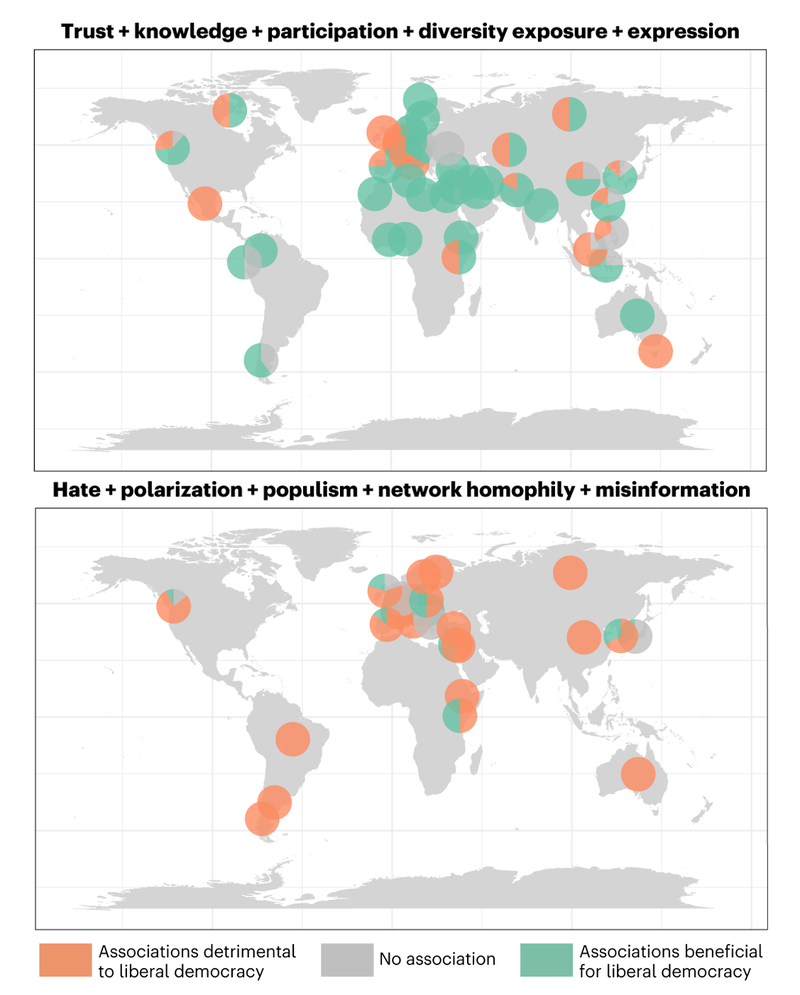 Trust + knowledge + participation + diversity exposure + expression
Hate + polarization + populism + network homophily + misinformation
Associations detrimental
to liberal democracy
No association
Associations beneficial
for liberal democracy